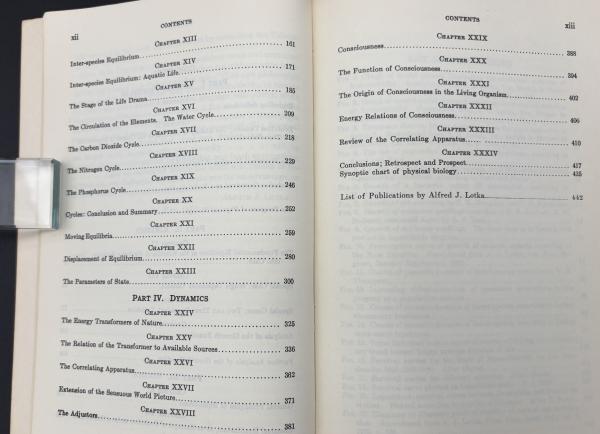 xii
CONTENTS
CHAPTER XIII
Inter-species Equilibrium 161
CHAPTER XIV
Inter-species Equilibrium: Aquatic Life 171
CHAPTER XV
The Stage of the Life Drama 185
CHAPTER XVI
The Circulation of the Elements. The Water Cycle 209
CHAPTER XVII
The Carbon Dioxide Cycle 218
CHAPTER XVIII
The Nitrogen Cycle 229
CHAPTER XIX
The Phosphorus Cycle 246
CHAPTER XX
Cycles: Conclusion and Summary 252
CHAPTER XXI
Moving Equilibria 259
CHAPTER XXII
Displacement of Equilibrium 280
CHAPTER XXIII
The Parameters of State 300
PART IV. DYNAMICS
CHAPTER XXIV
The Energy Transformers of Nature 325
CHAPTER XXV
The Relation of the Transformer to Available Sources 336
CHAPTER XXVI
The Correlating Apparatus 362
CHAPTER XXVII
Extension of the Sensuous World Picture 371
CHAPTER XXVIII
The Adjustors 381
CONTENTS
xiii
CHAPTER XXIX
Consciousness 388
CHAPTER XXX
The Function of Consciousness 394
CHAPTER XXXI
The Origin of Consciousness in the Living Organism 402
CHAPTER XXXII
Energy Relations of Consciousness 406
CHAPTER XXXIII
Review of the Correlating Apparatus 410
CHAPTER XXXIV
Conclusions; Retrospect and Prospect 417
Synoptic chart of physical biology 435
List of Publications by Alfred J. Lotka 442